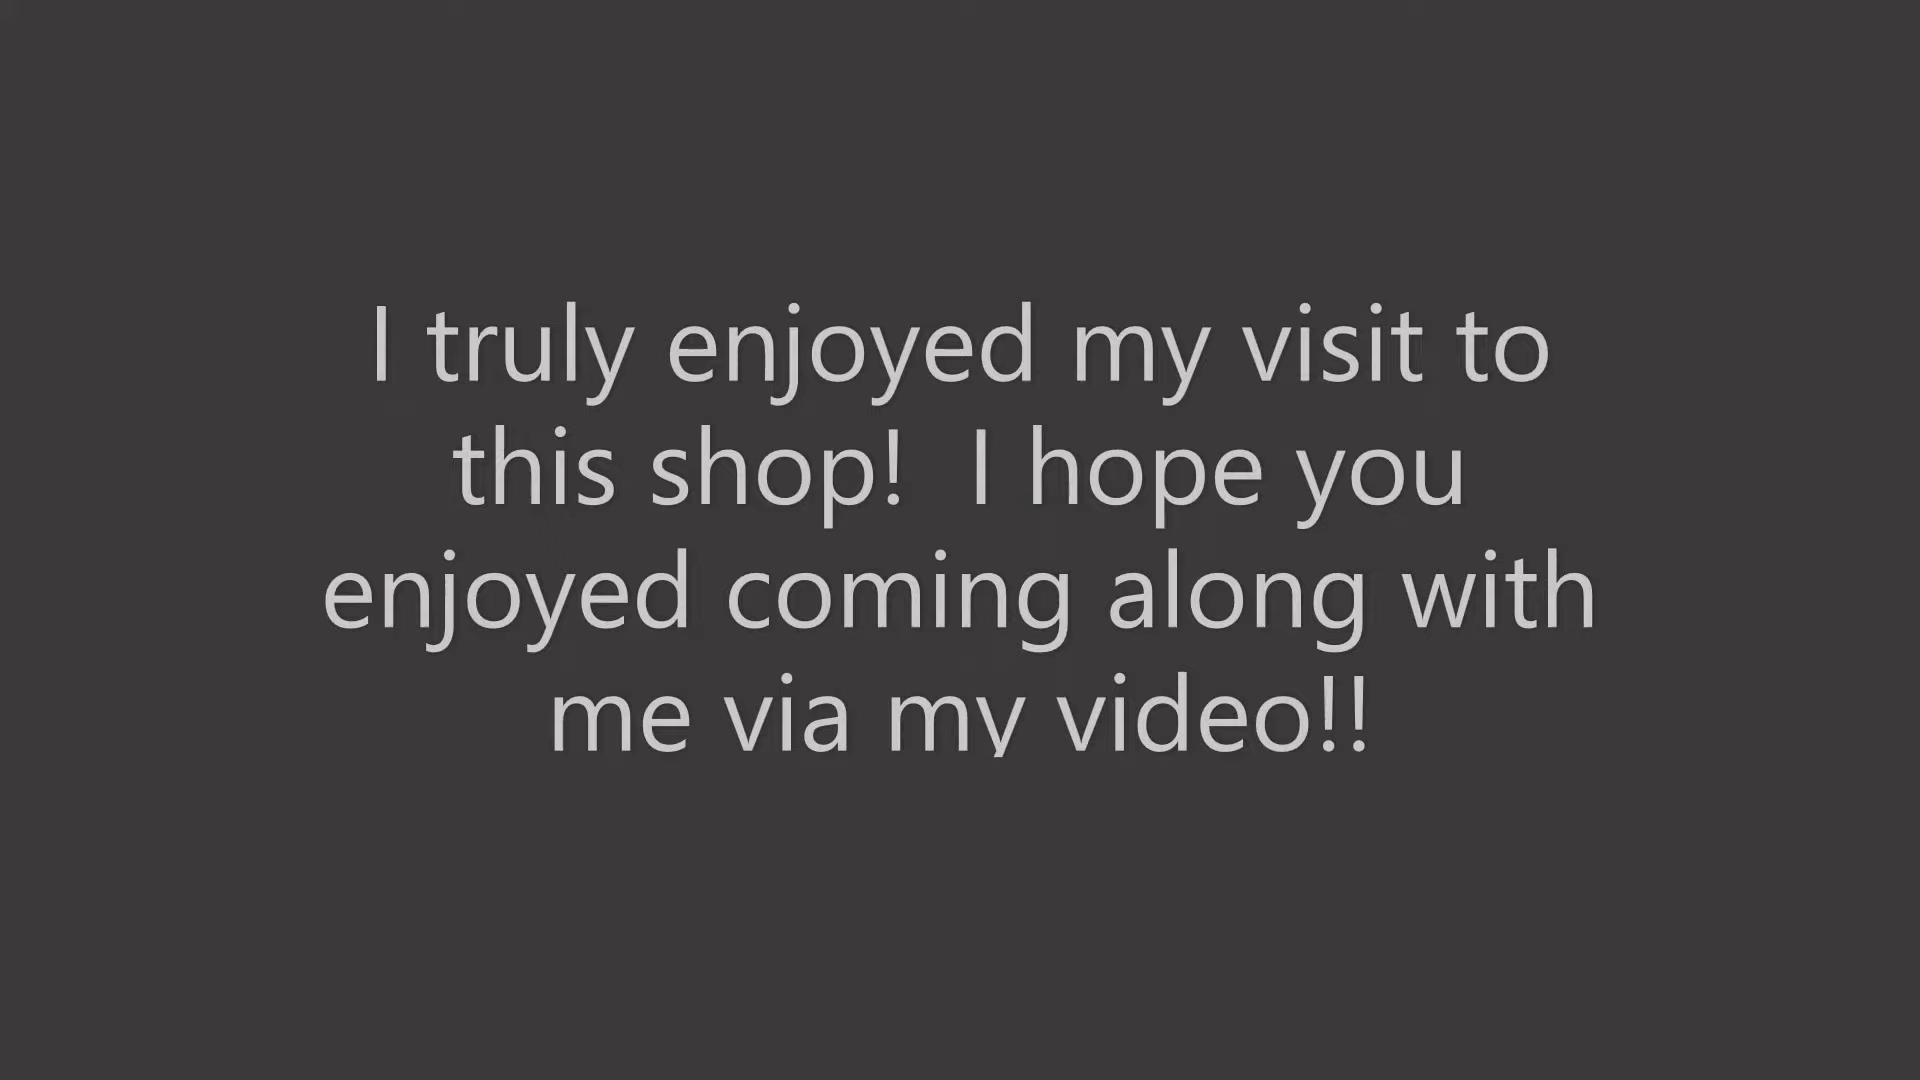 I truly enjoyed my visit to
this shop!  I hope you
enjoyed coming along with
me via my video!!